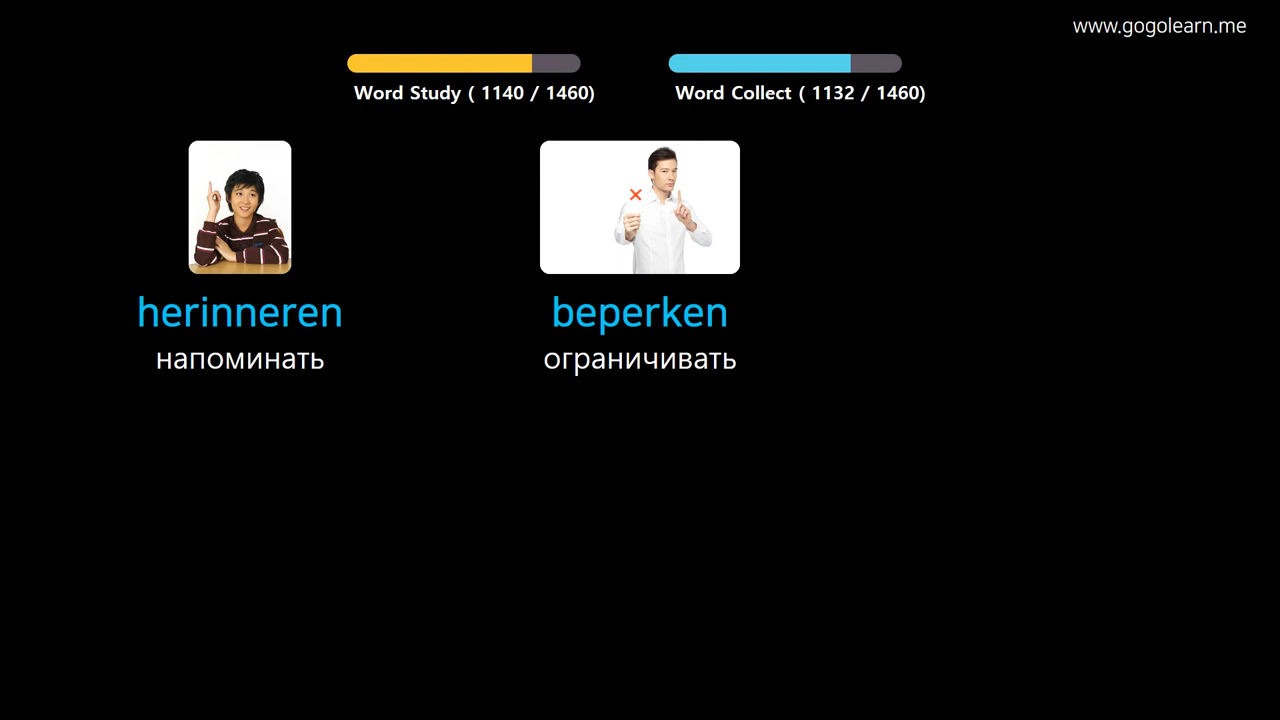 www.gogolearn.me
Word Study ( 1140 / 1460)
Word Collect ( 1132 / 1460)
herinneren
beperken
напоминать
ограничивать